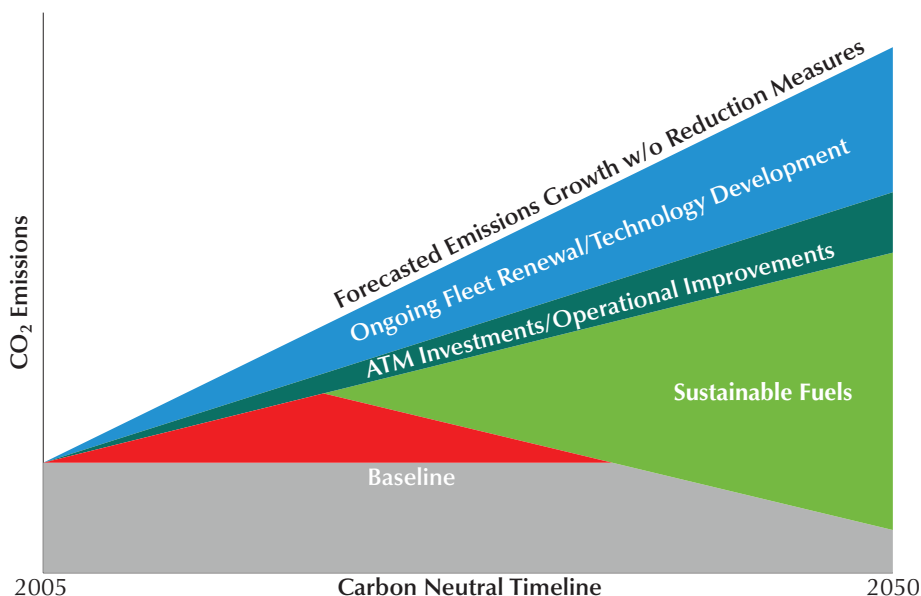 CO₂ Emissions
Forecasted Emissions Growth w/o Reduction Measures
Ongoing Fleet Renewal/Technology Development
ATM Investments/Operational Improvements
Sustainable Fuels
Baseline
2005
Carbon Neutral Timeline
2050